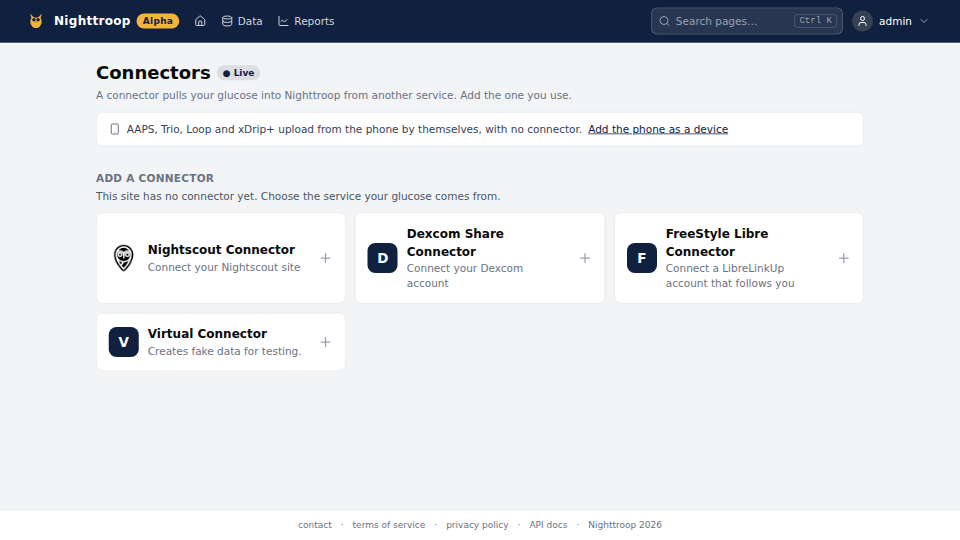 Nighttroop Alpha Data Reports Search pages... Ctrl K admin
Connectors Live
A connector pulls your glucose into Nighttroop from another service. Add the one you use.
AAPS, Trio, Loop and xDrip+ upload from the phone by themselves, with no connector. Add the phone as a device
ADD A CONNECTOR
This site has no connector yet. Choose the service your glucose comes from.
Nightscout Connector
Connect your Nightscout site
D
Dexcom Share
Connector
Connect your Dexcom
account
F
FreeStyle Libre
Connector
Connect a LibreLinkUp
account that follows you
V
Virtual Connector
Creates fake data for testing.
contact · terms of service · privacy policy · API docs · Nighttroop 2026